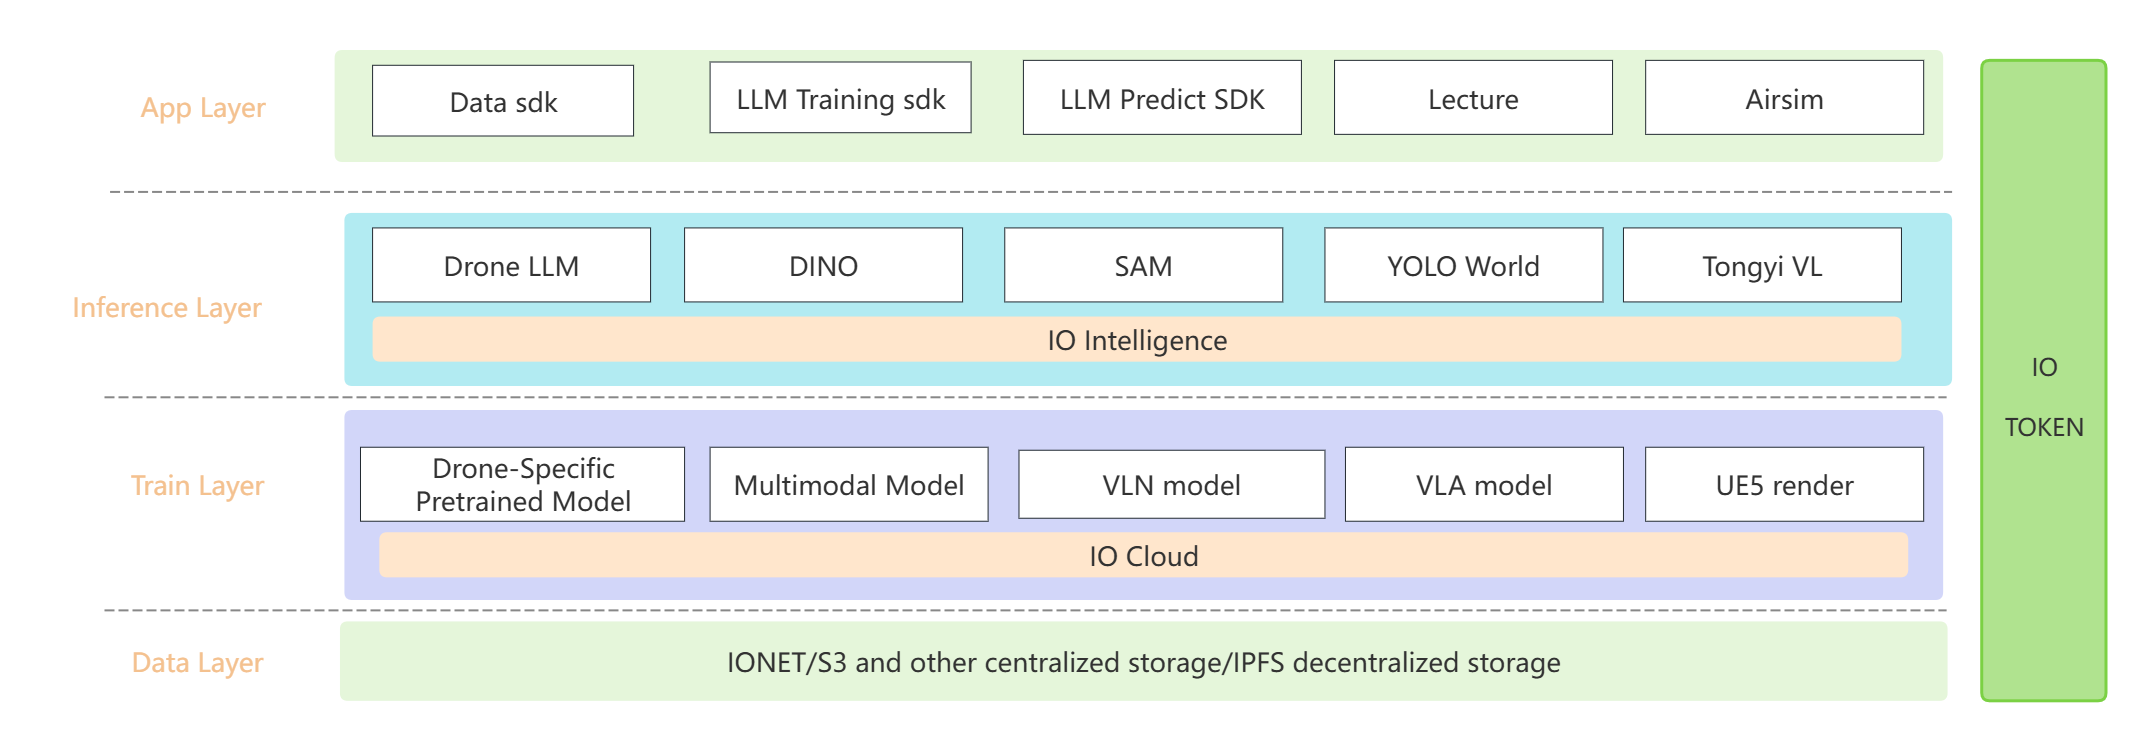 App Layer
Data sdk
LLM Training sdk
LLM Predict SDK
Lecture
Airsim
Inference Layer
Drone LLM
DINO
SAM
YOLO World
Tongyi VL
IO Intelligence
Train Layer
Drone-Specific
Pretrained Model
Multimodal Model
VLN model
VLA model
UE5 render
IO Cloud
Data Layer
IONET/S3 and other centralized storage/IPFS decentralized storage
IO
TOKEN